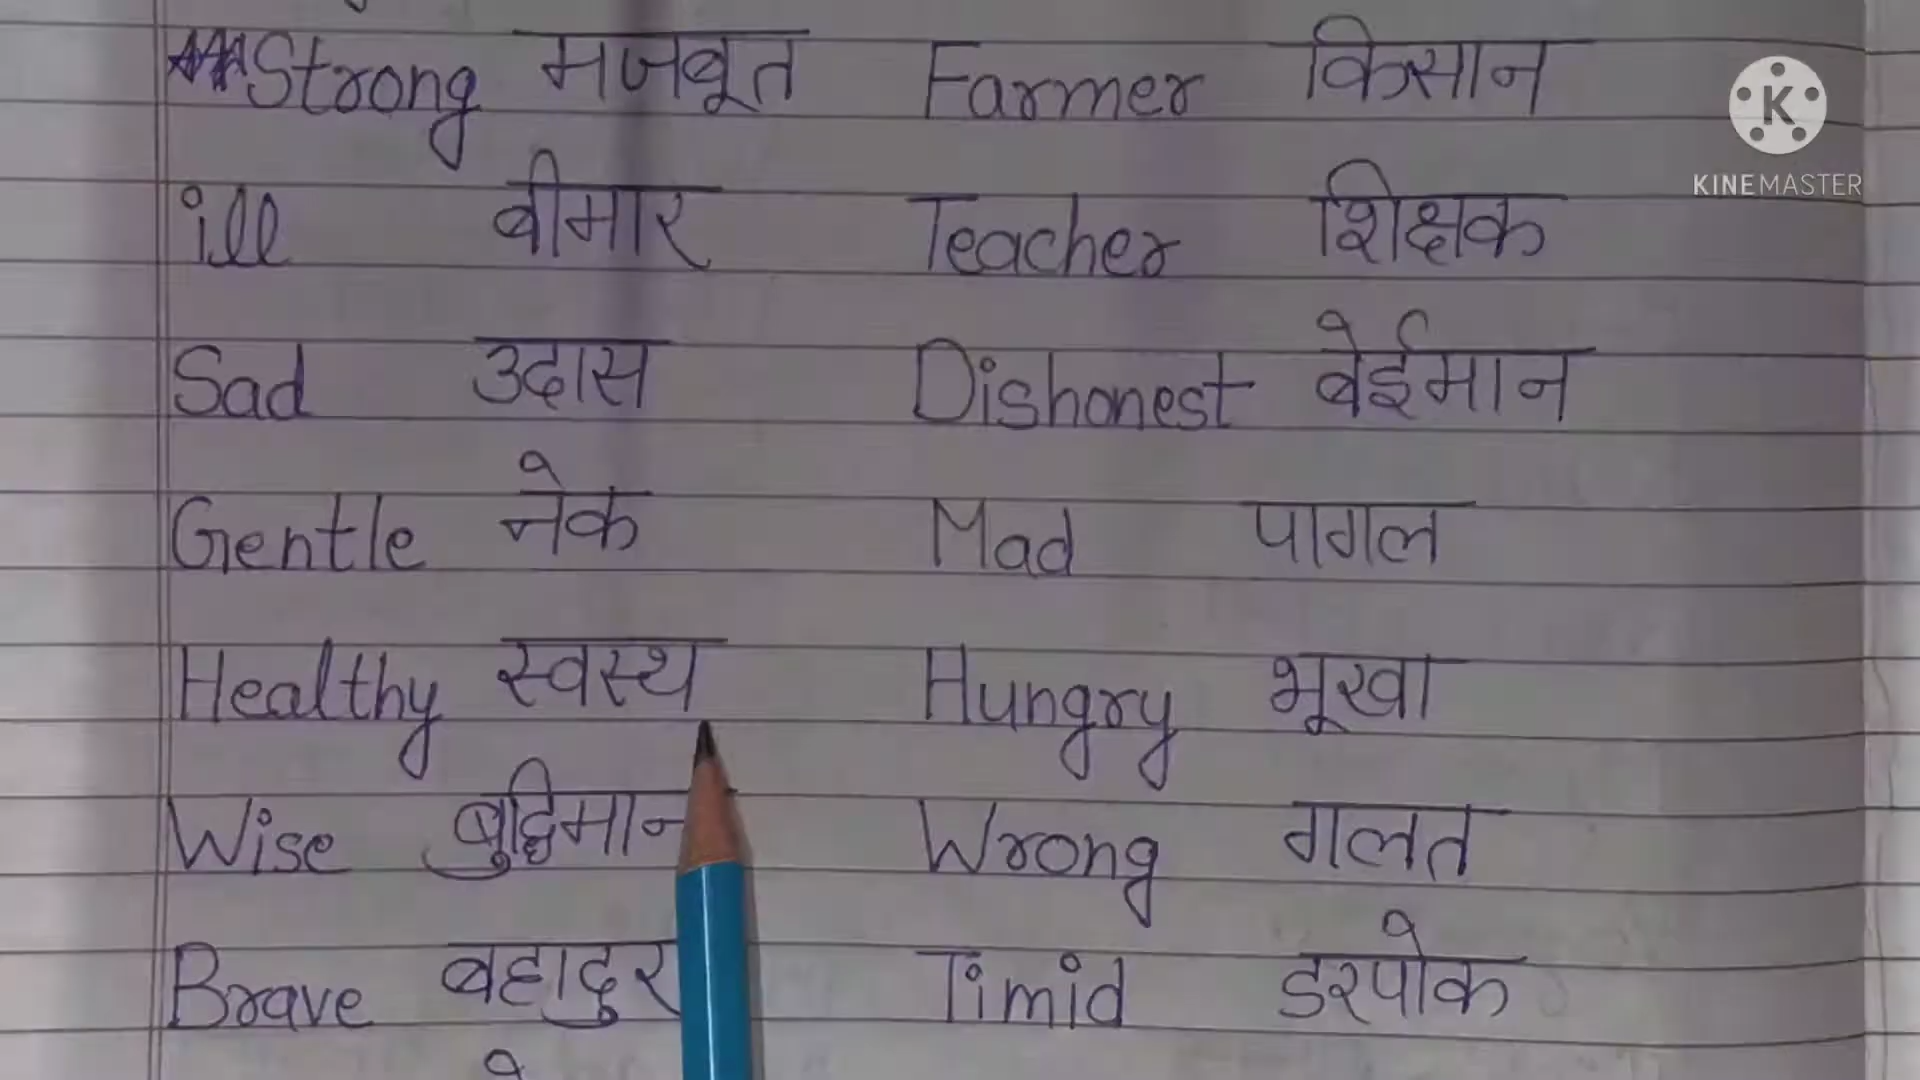 Strong मजबूत Farmer किसान
K
KINEMASTER
ill बीमार Teacher शिक्षक
Sad उदास Dishonest बेईमान
Gentle नेक Mad पागल
Healthy स्वस्थ Hungry भूखा
Wise बुद्धिमान Wrong गलत
Brave बहादुर Timid डरपोक